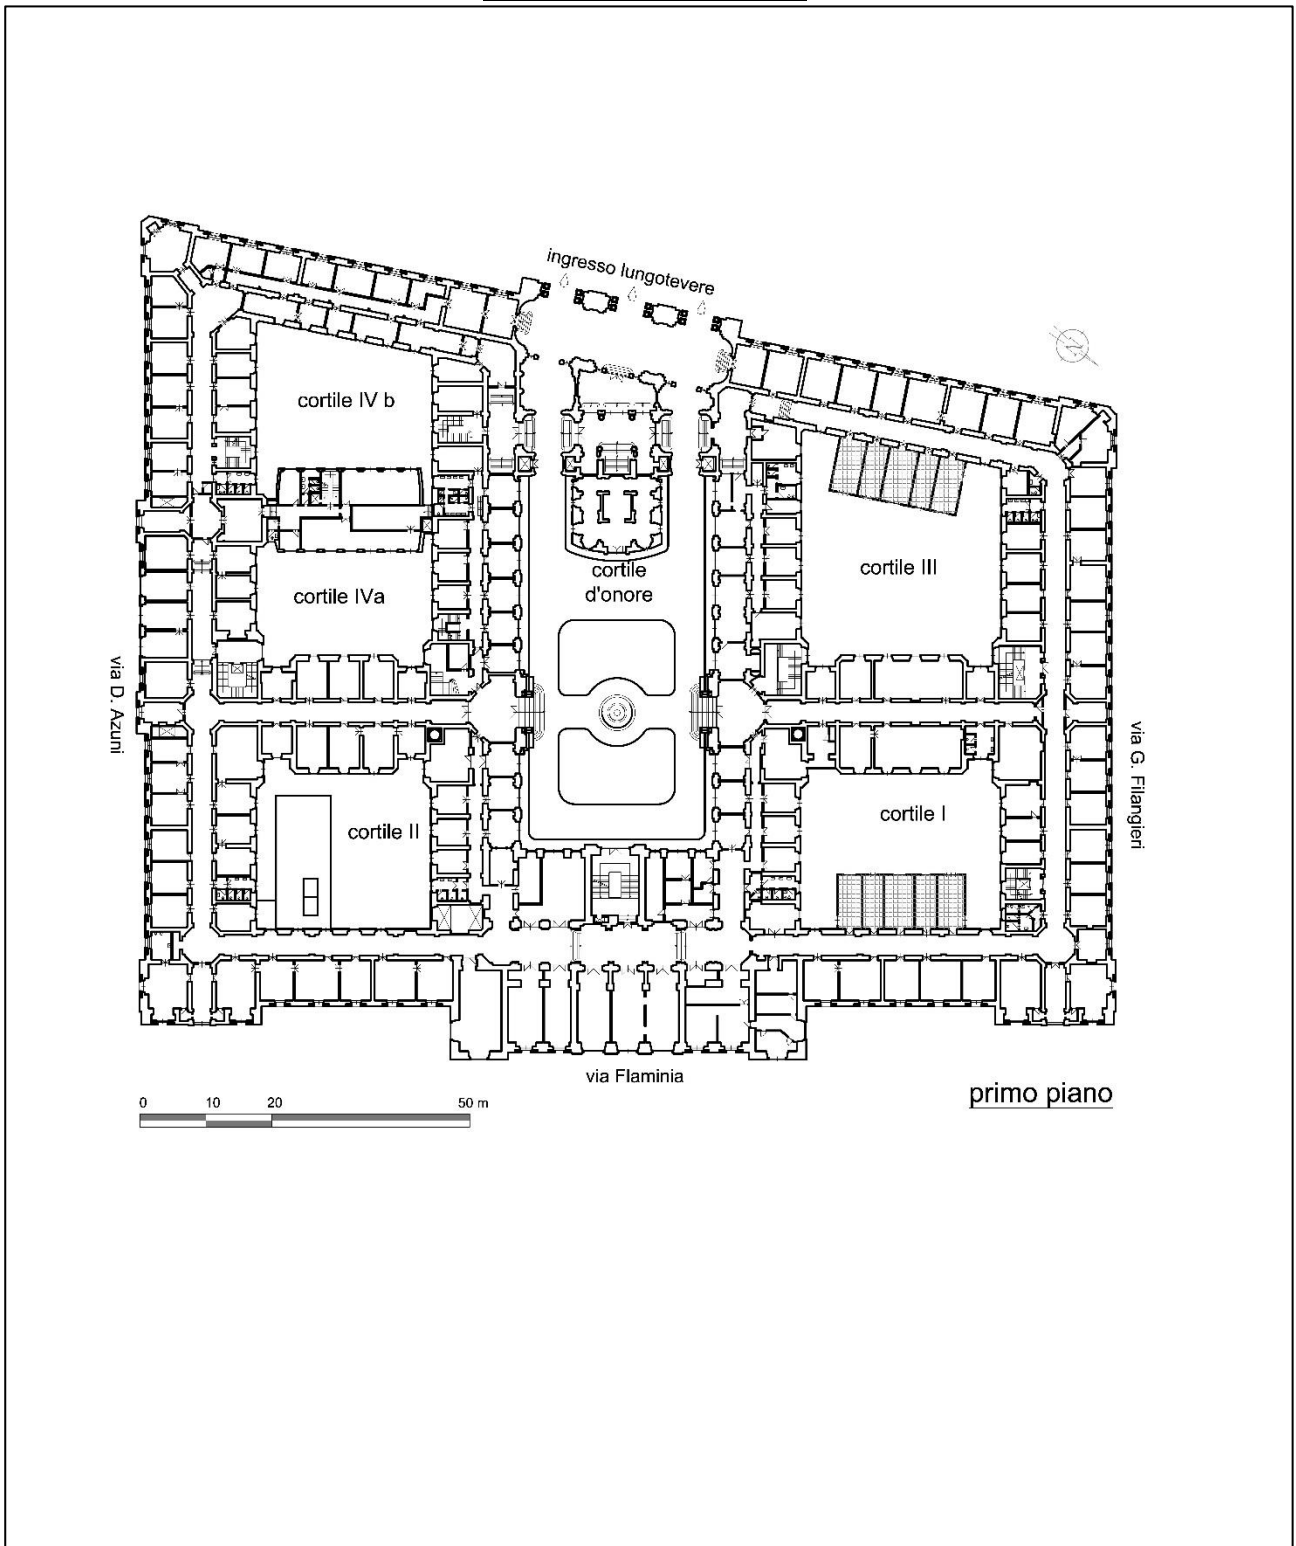 ingresso lungotevere
cortile IV b
cortile III
cortile
d'onore
cortile IVa
via D. Azuni
via G. Filangieri
cortile II
cortile I
via Flaminia
primo piano
0 10 20 50 m